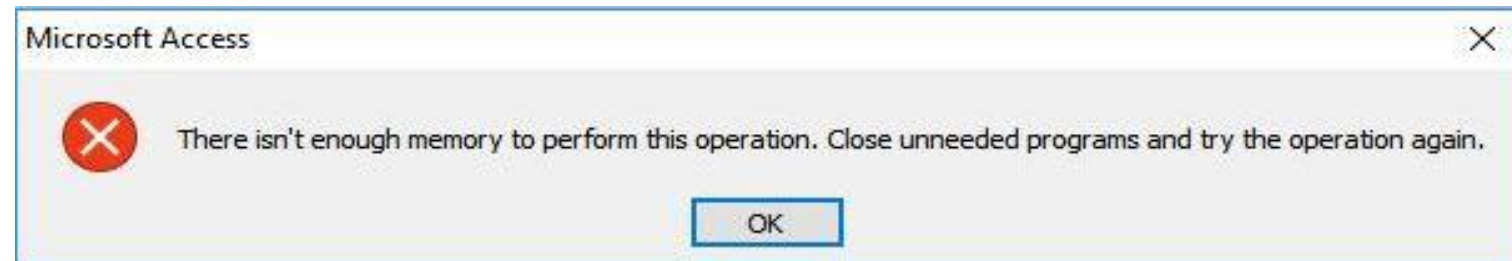 Microsoft Access
There isn't enough memory to perform this operation. Close unneeded programs and try the operation again.
OK